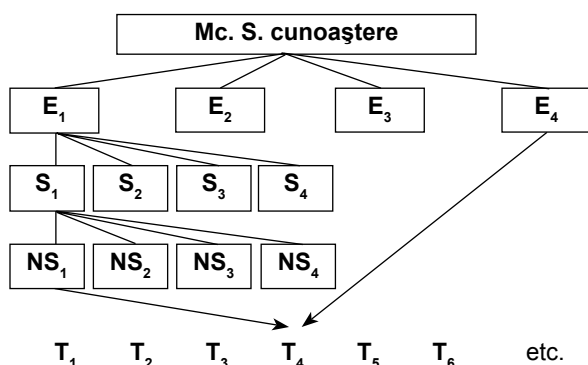 Mc. S. cunoaştere
E₁ E₂ E₃ E₄
S₁ S₂ S₃ S₄
NS₁ NS₂ NS₃ NS₄
T₁ T₂ T₃ T₄ T₅ T₆ etc.